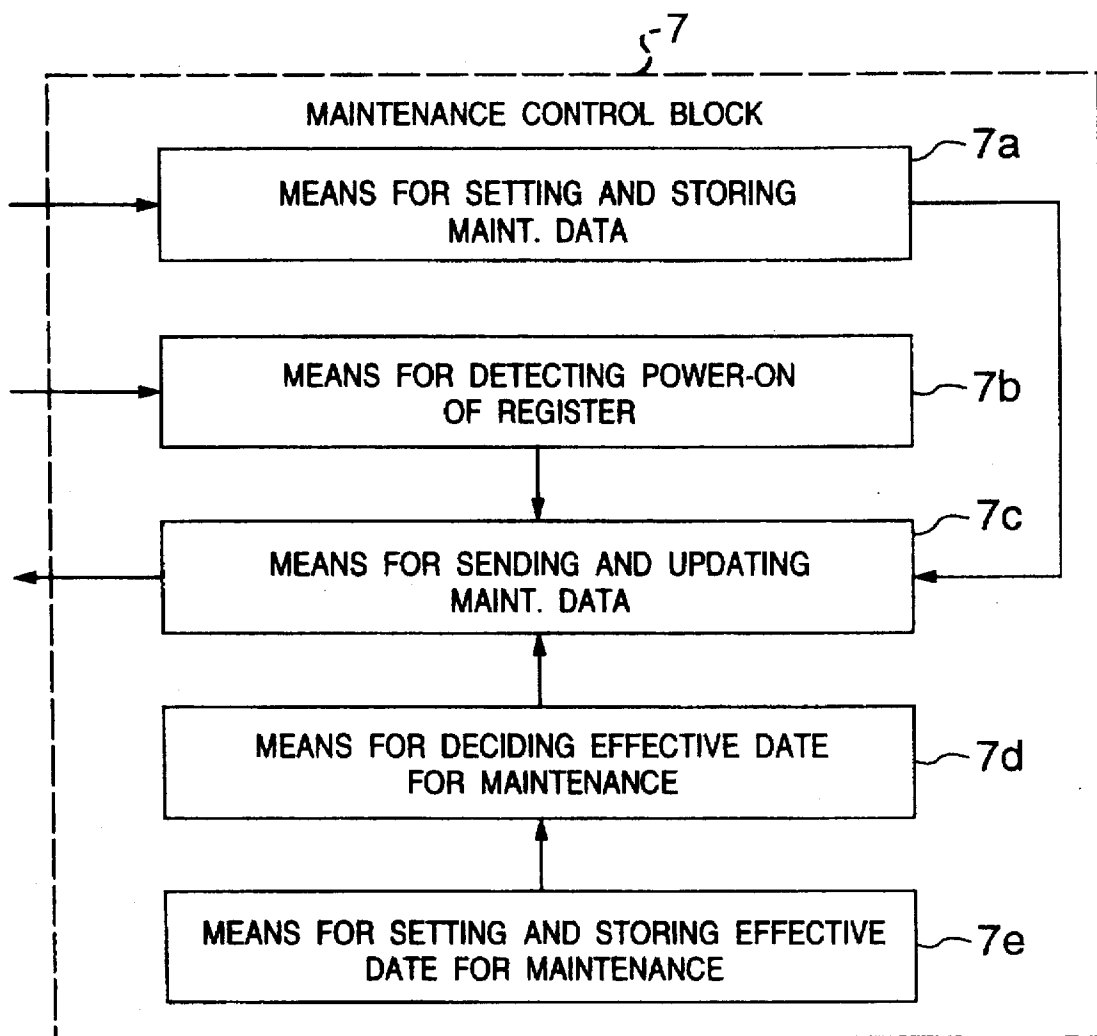 7
MAINTENANCE CONTROL BLOCK
7a
MEANS FOR SETTING AND STORING
MAINT. DATA
MEANS FOR DETECTING POWER-ON
OF REGISTER
7b
7c
MEANS FOR SENDING AND UPDATING
MAINT. DATA
MEANS FOR DECIDING EFFECTIVE DATE
FOR MAINTENANCE
7d
MEANS FOR SETTING AND STORING EFFECTIVE
DATE FOR MAINTENANCE
7e